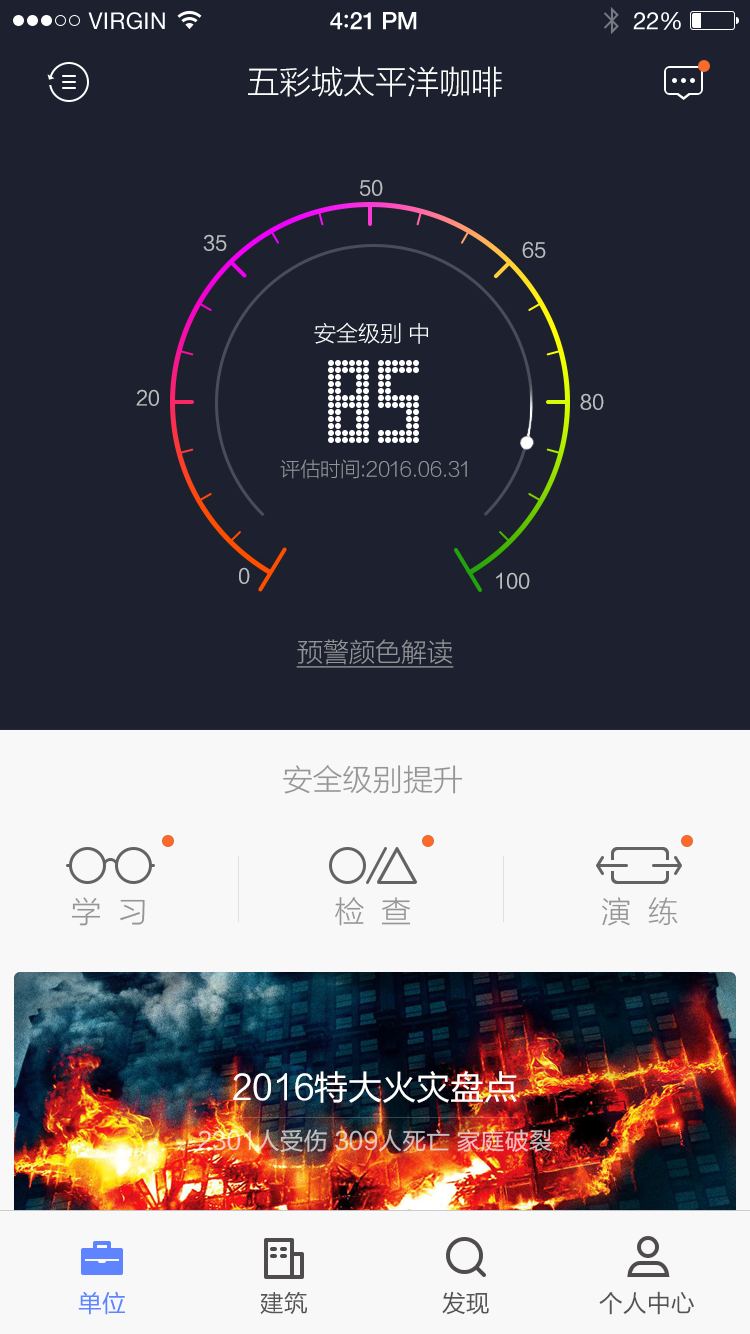 VIRGIN 4:21 PM 22%
五彩城太平洋咖啡
50
35
65
安全级别 中
85
20
80
评估时间:2016.06.31
0
100
预警颜色解读
安全级别提升
学 习 检 查 演 练
2016特大火灾盘点
2301人受伤 309人死亡 家庭破裂
单位 建筑 发现 个人中心